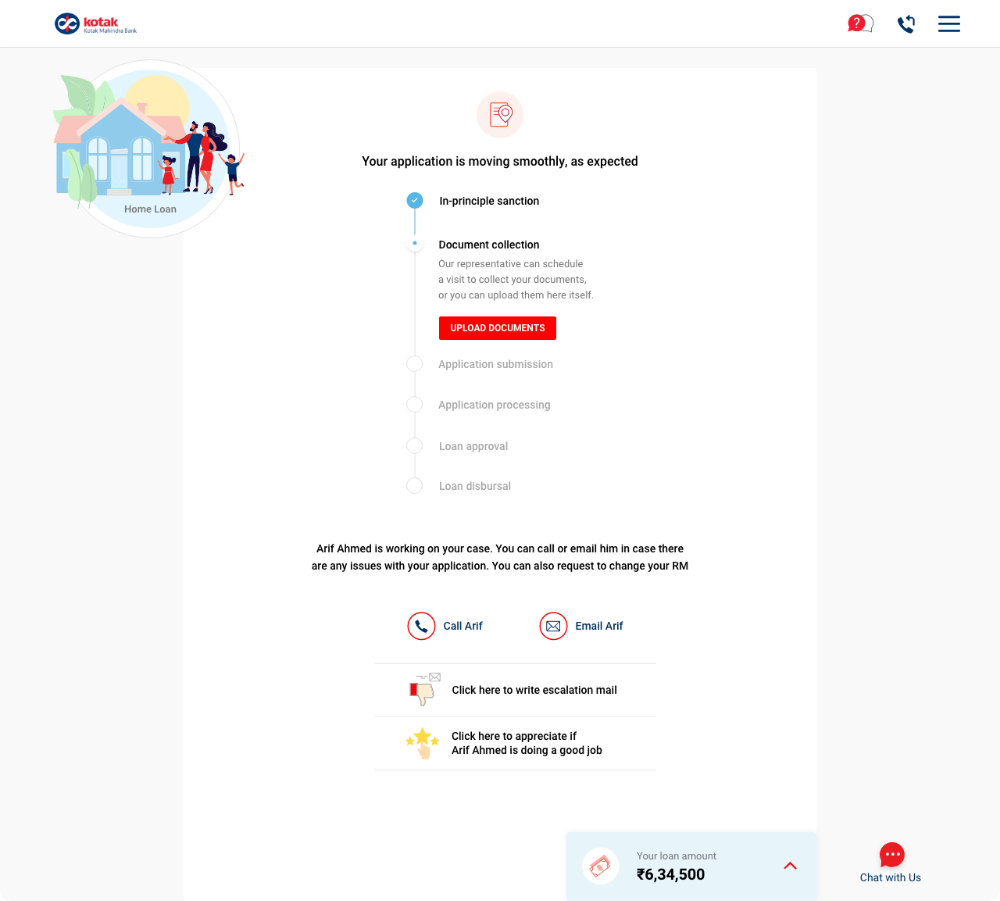 kotak
Kotak Mahindra Bank
?
Home Loan
Your application is moving smoothly, as expected
In-principle sanction
Document collection
Our representative can schedule
a visit to collect your documents,
or you can upload them here itself.
UPLOAD DOCUMENTS
Application submission
Application processing
Loan approval
Loan disbursal
Arif Ahmed is working on your case. You can call or email him in case there
are any issues with your application. You can also request to change your RM
Call Arif
Email Arif
Click here to write escalation mail
Click here to appreciate if
Arif Ahmed is doing a good job
Your loan amount
₹6,34,500
Chat with Us